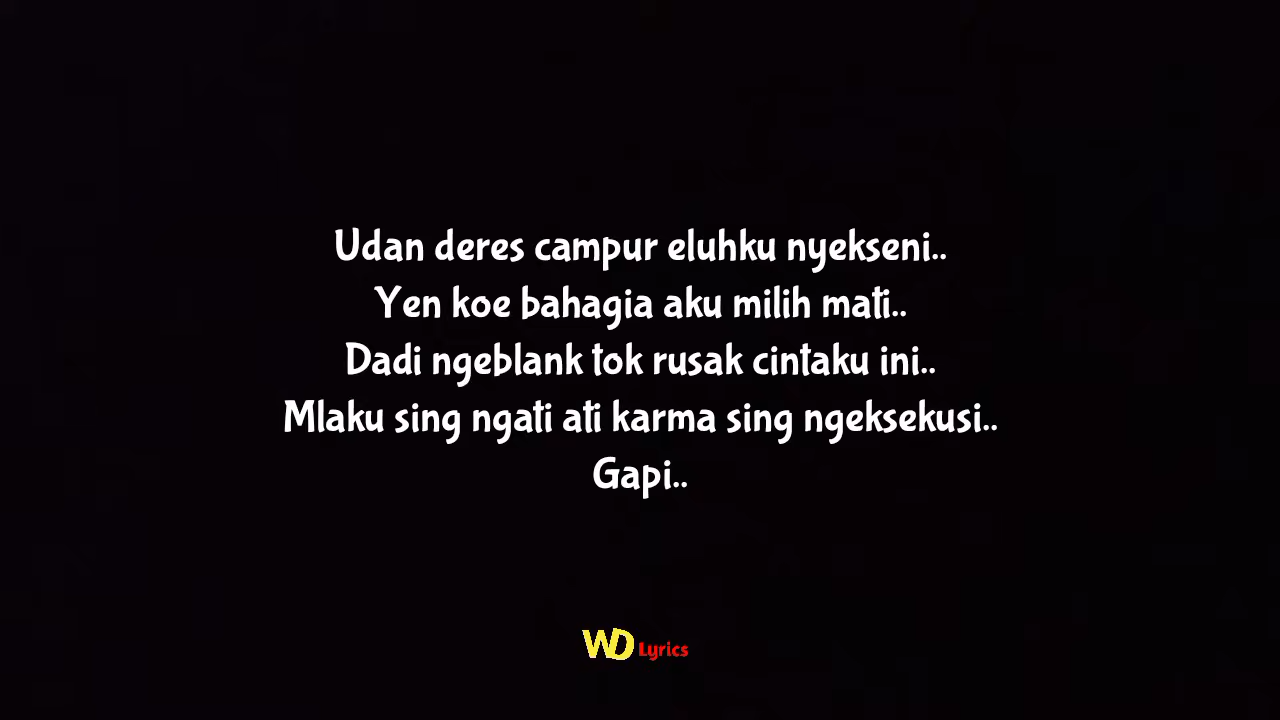 Udan deres campur eluhku nyekseni..
Yen koe bahagia aku milih mati..
Dadi ngeblank tok rusak cintaku ini..
Mlaku sing ngati ati karma sing ngeksekusi..
Gapi..
WD Lyrics